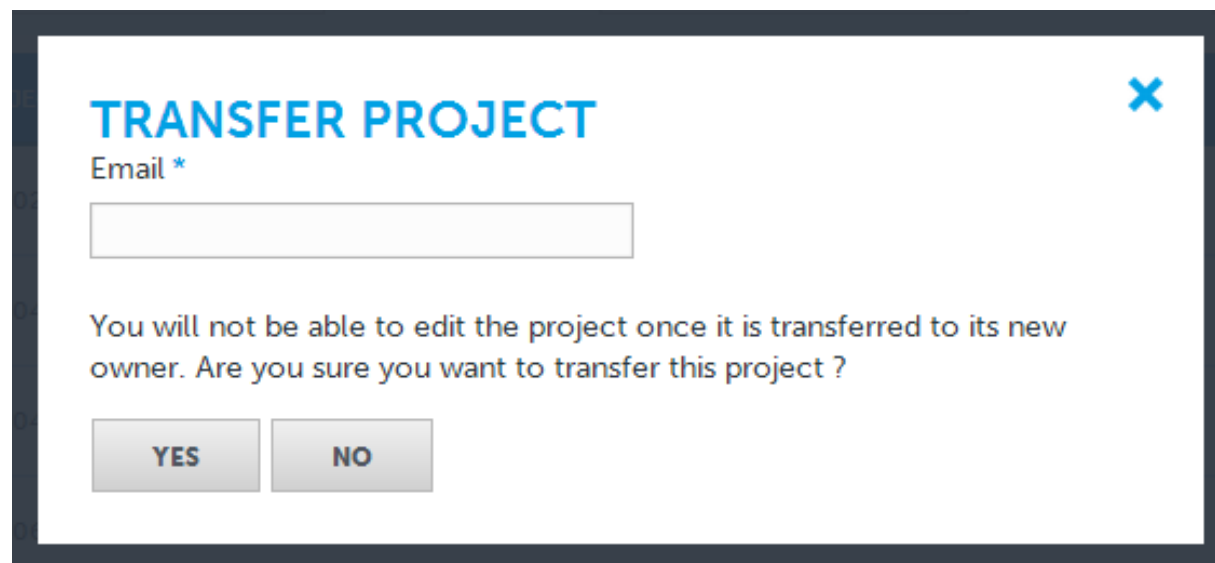 TRANSFER PROJECT
Email *
You will not be able to edit the project once it is transferred to its new
owner. Are you sure you want to transfer this project ?
YES NO